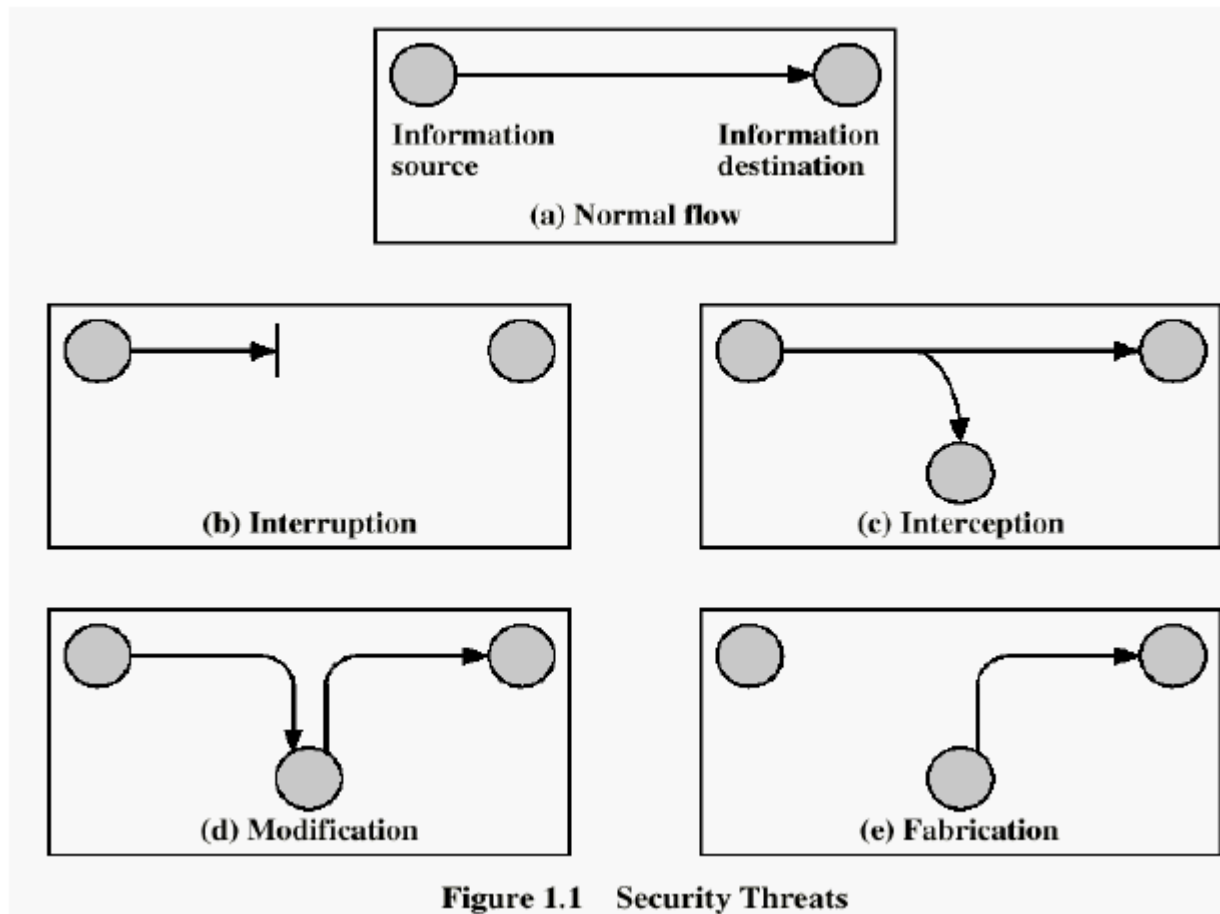 Information
source
Information
destination
(a) Normal flow
(b) Interruption
(c) Interception
(d) Modification
(e) Fabrication
Figure 1.1 Security Threats